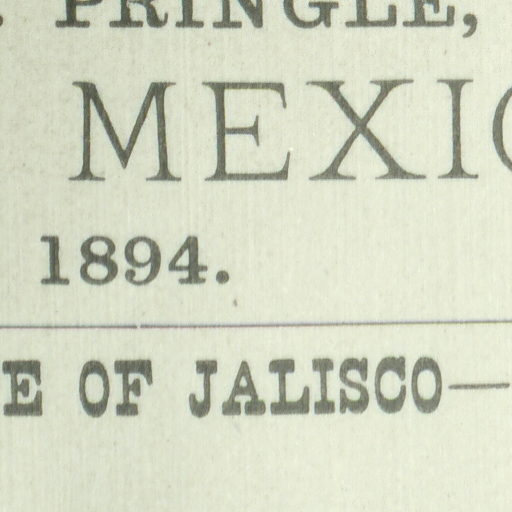 PRINGLE,
MEXIC
1894.
E OF JALISCO—